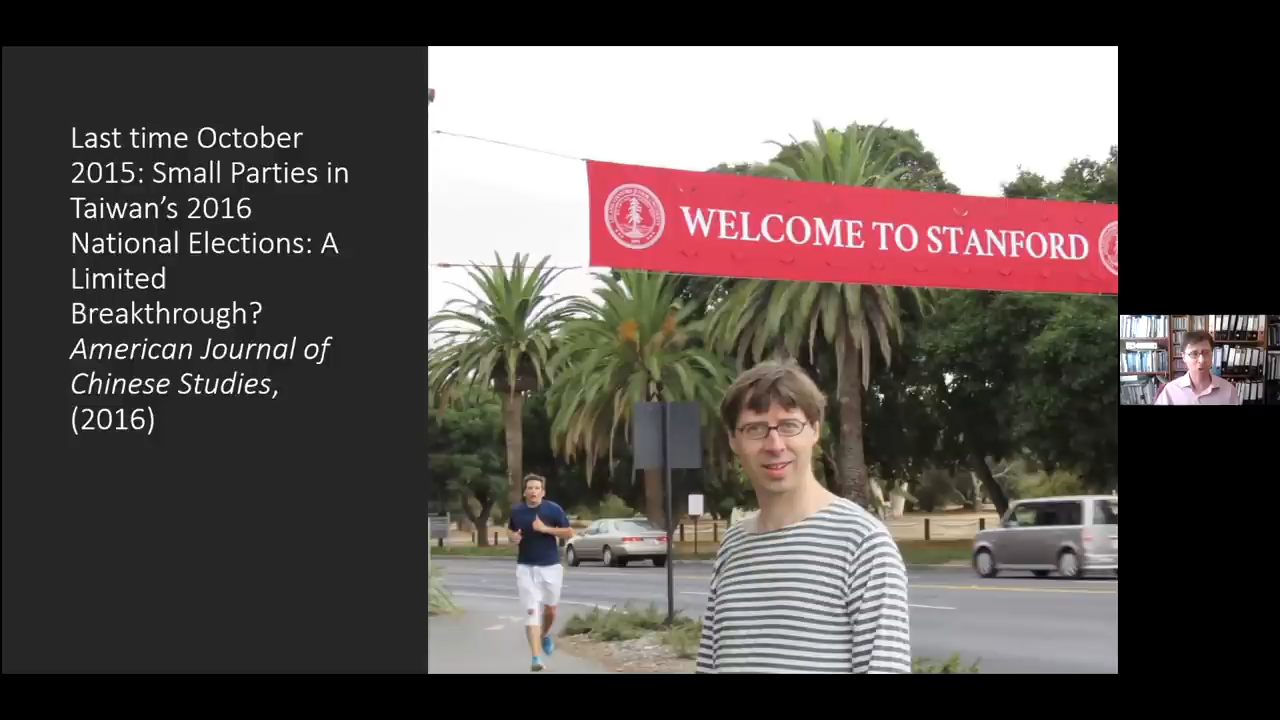 Last time October
2015: Small Parties in
Taiwan’s 2016
National Elections: A
Limited
Breakthrough?
American Journal of
Chinese Studies,
(2016)
WELCOME TO STANFORD